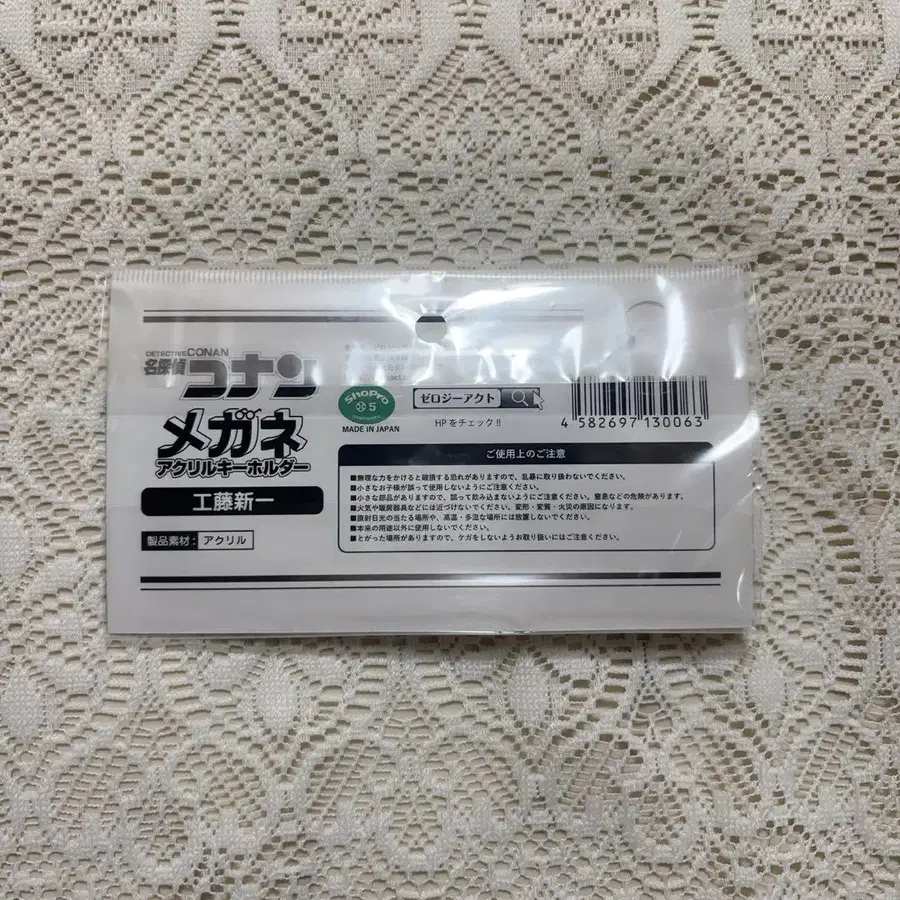 DETECTIVE CONAN
名探偵
コナン
メガネ
アクリルキーホルダー
工藤新一
製品素材： アクリル
ShoPro
小 5
MADE IN JAPAN
ゼロジーアクト
HPをチェック!!
4 582697 130063
ご使用上のご注意
■無理な力をかけると破損する恐れがありますので、乱暴に取り扱わないでください。
■小さなお子様が誤って使用しないようにご注意ください。
■小さな部品がありますので、誤って飲み込まないようにご注意ください。窒息などの危険があります。
■火気や暖房器具などには近づけないでください。変形・変質・火災の原因になります。
■直射日光の当たる場所や、高温・多湿な場所には放置しないでください。
■本来の用途以外に使用しないでください。
■とがった場所がありますので、ケガをしないようお取り扱いにはご注意ください。